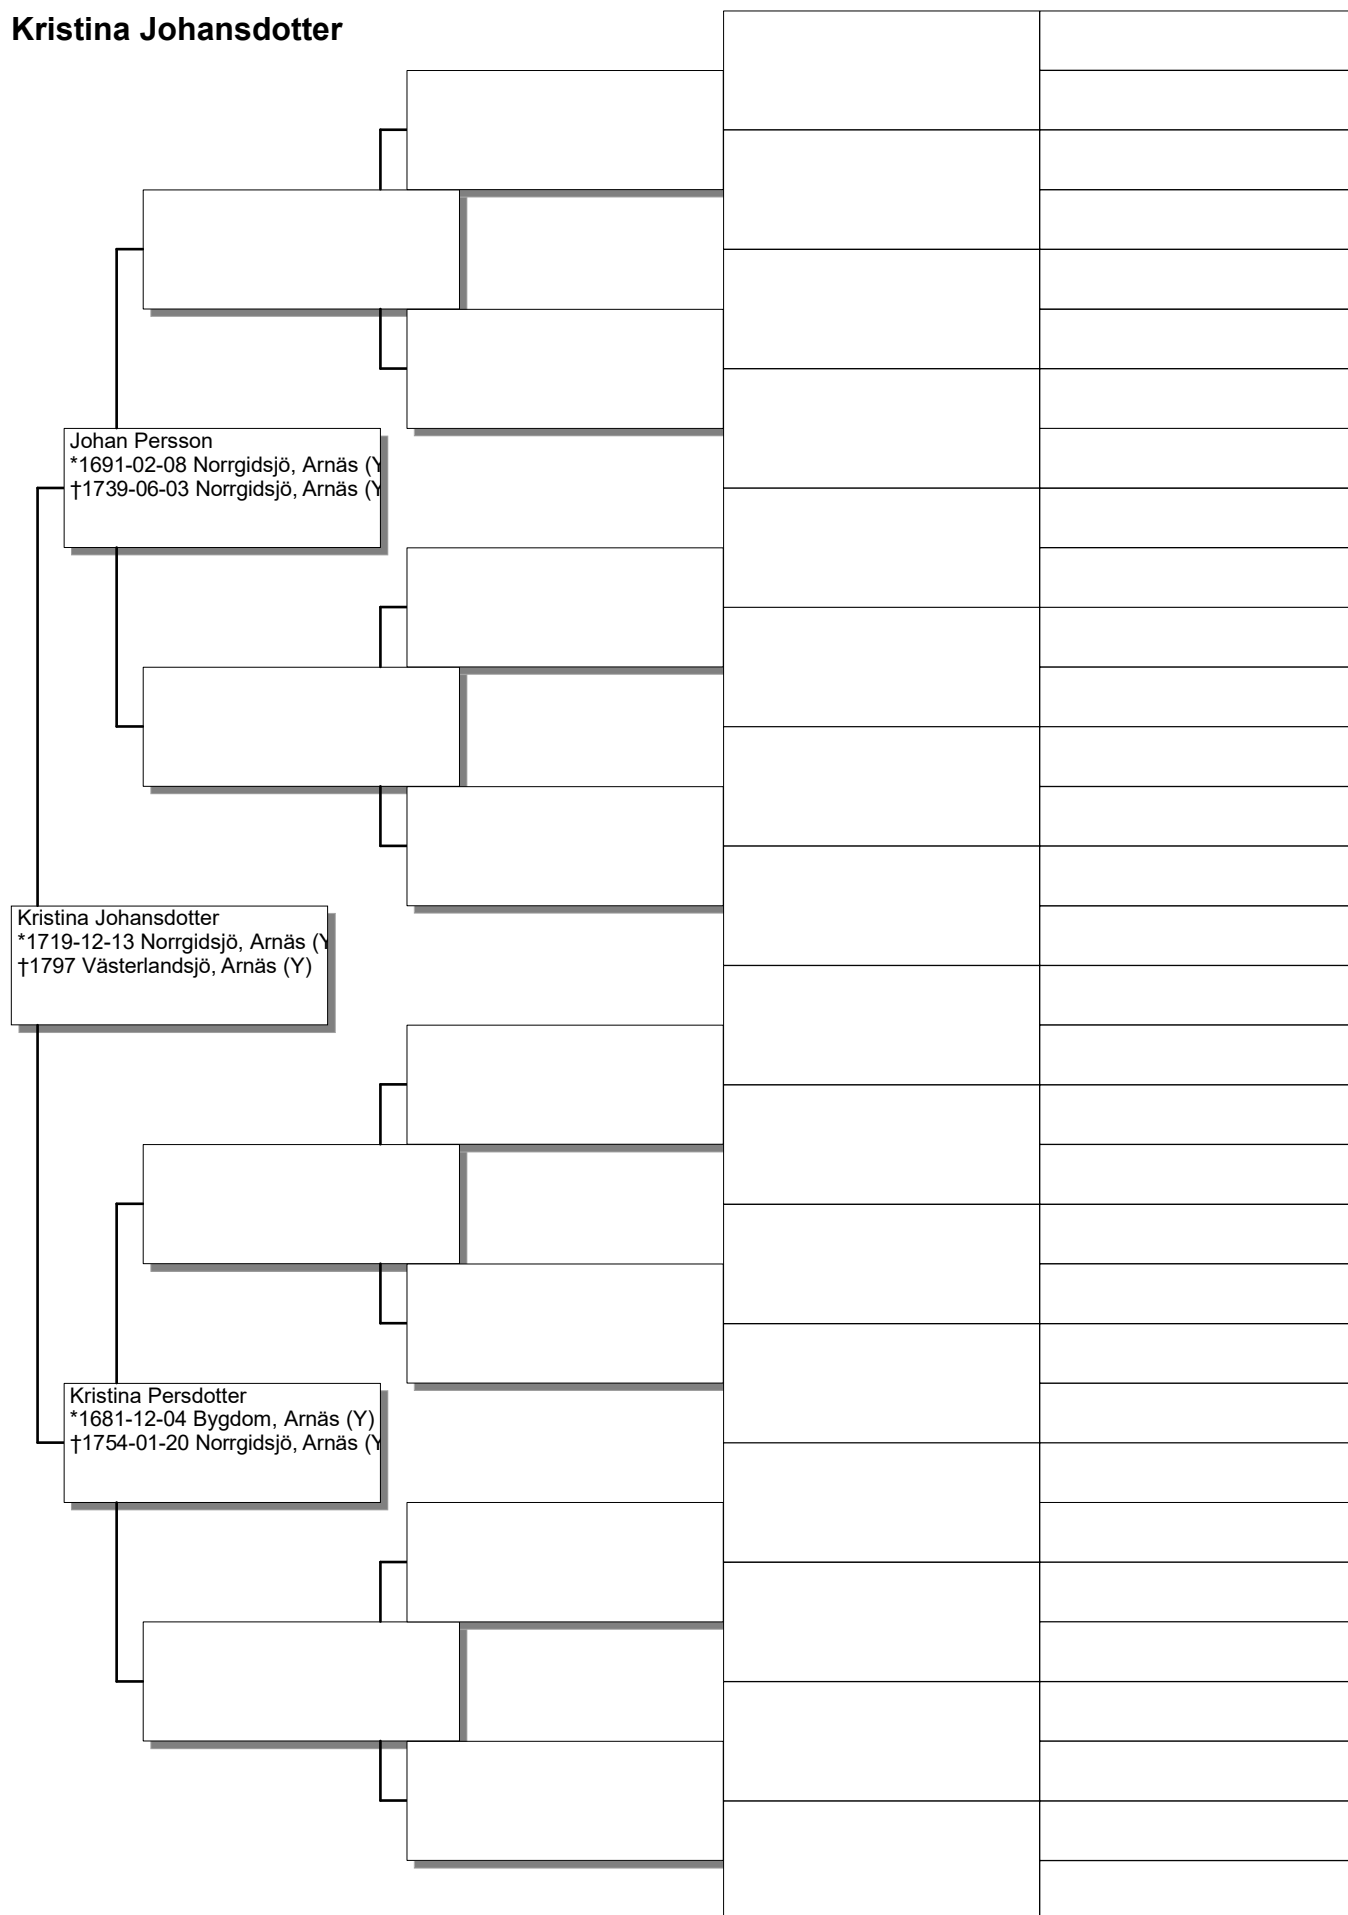 Kristina Johansdotter
Johan Persson
*1691-02-08 Norrgidsjö, Arnäs (Y
†1739-06-03 Norrgidsjö, Arnäs (Y
Kristina Johansdotter
*1719-12-13 Norrgidsjö, Arnäs (Y
†1797 Västerlandsjö, Arnäs (Y)
Kristina Persdotter
*1681-12-04 Bygdom, Arnäs (Y)
†1754-01-20 Norrgidsjö, Arnäs (Y